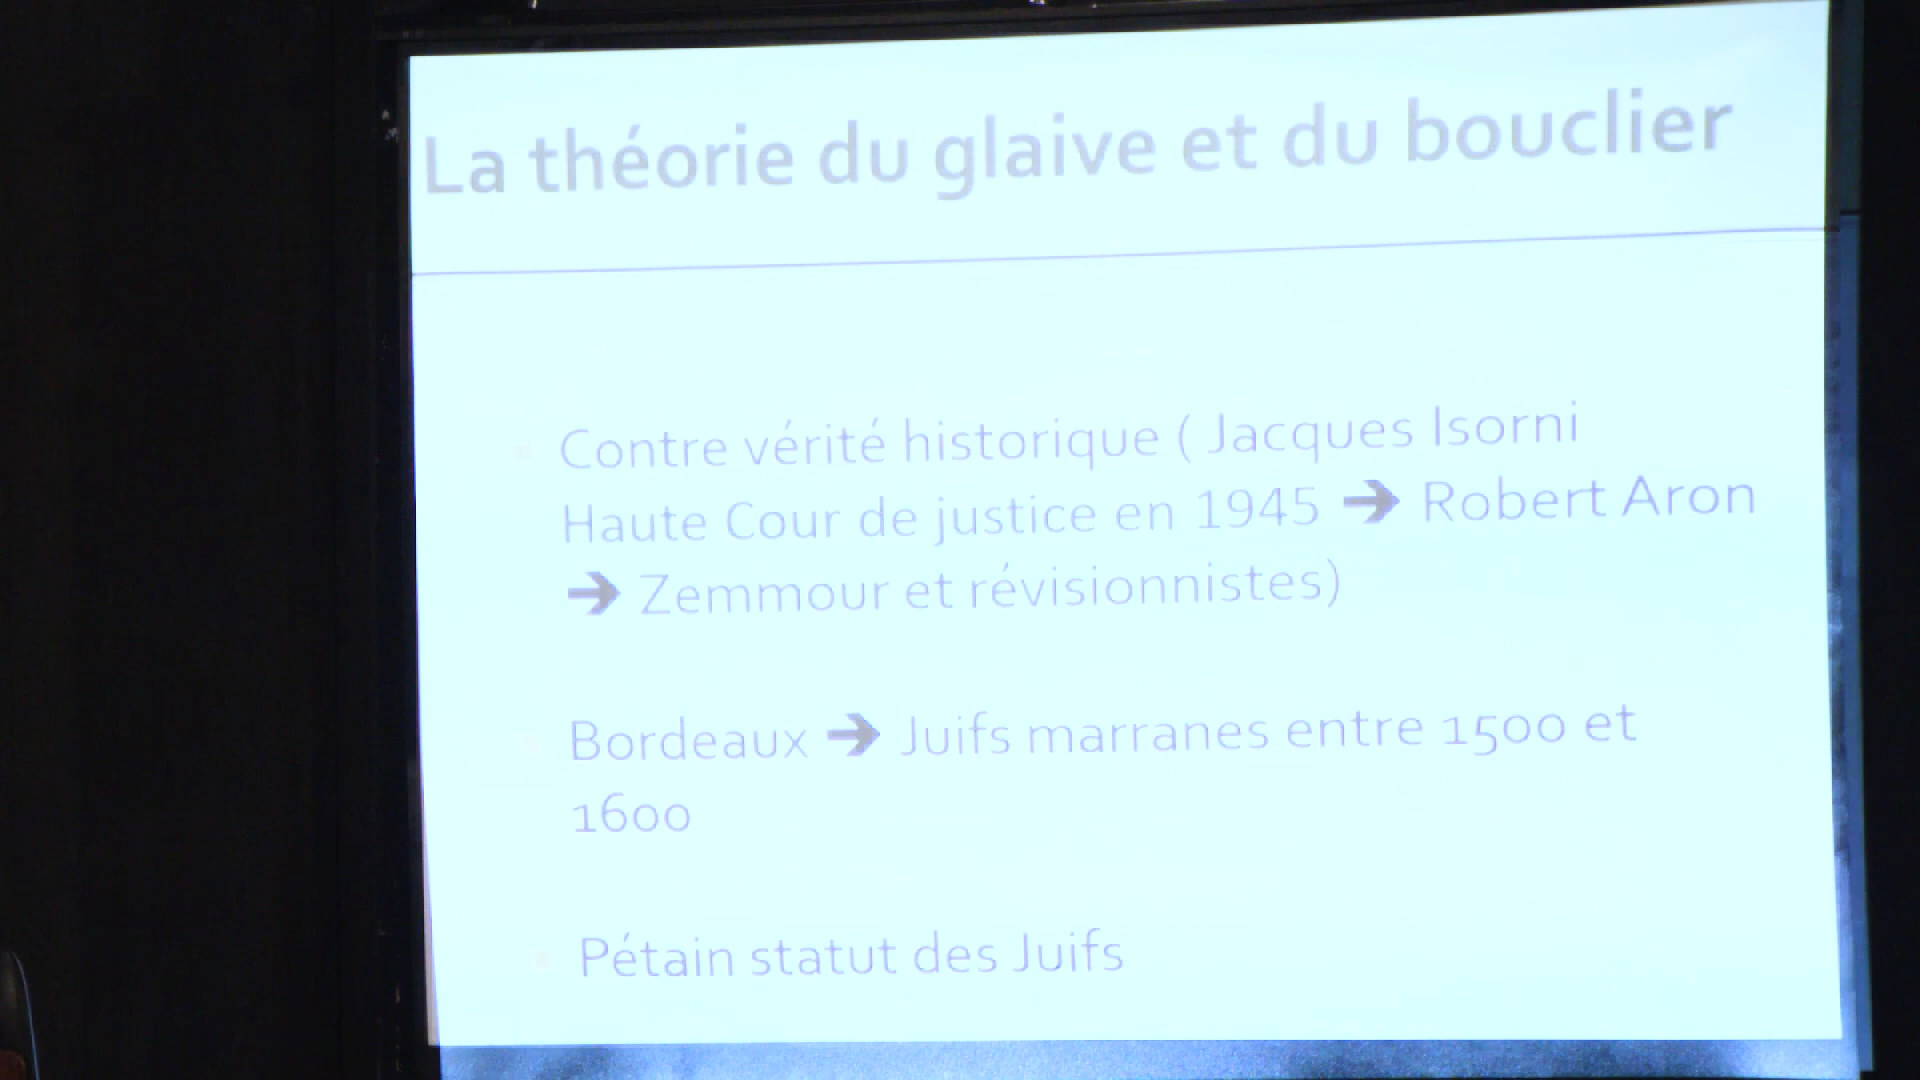 La théorie du glaive et du bouclier
Contre vérité historique ( Jacques Isorni
Haute Cour de justice en 1945 → Robert Aron
→ Zemmour et révisionnistes)
Bordeaux → Juifs marranes entre 1500 et
1600
Pétain statut des Juifs